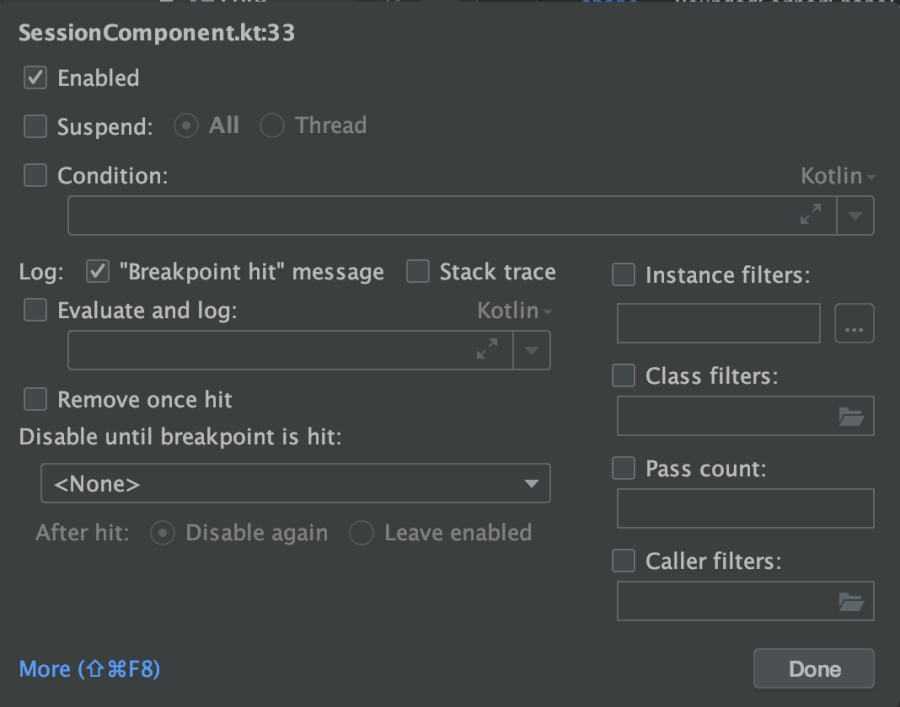 SessionComponent.kt:33
Enabled
Suspend: All Thread
Condition: Kotlin
Log: "Breakpoint hit" message Stack trace
Evaluate and log: Kotlin
Remove once hit
Disable until breakpoint is hit:
<None>
After hit: Disable again Leave enabled
Instance filters:
...
Class filters:
Pass count:
Caller filters:
More (⇧⌘F8)
Done